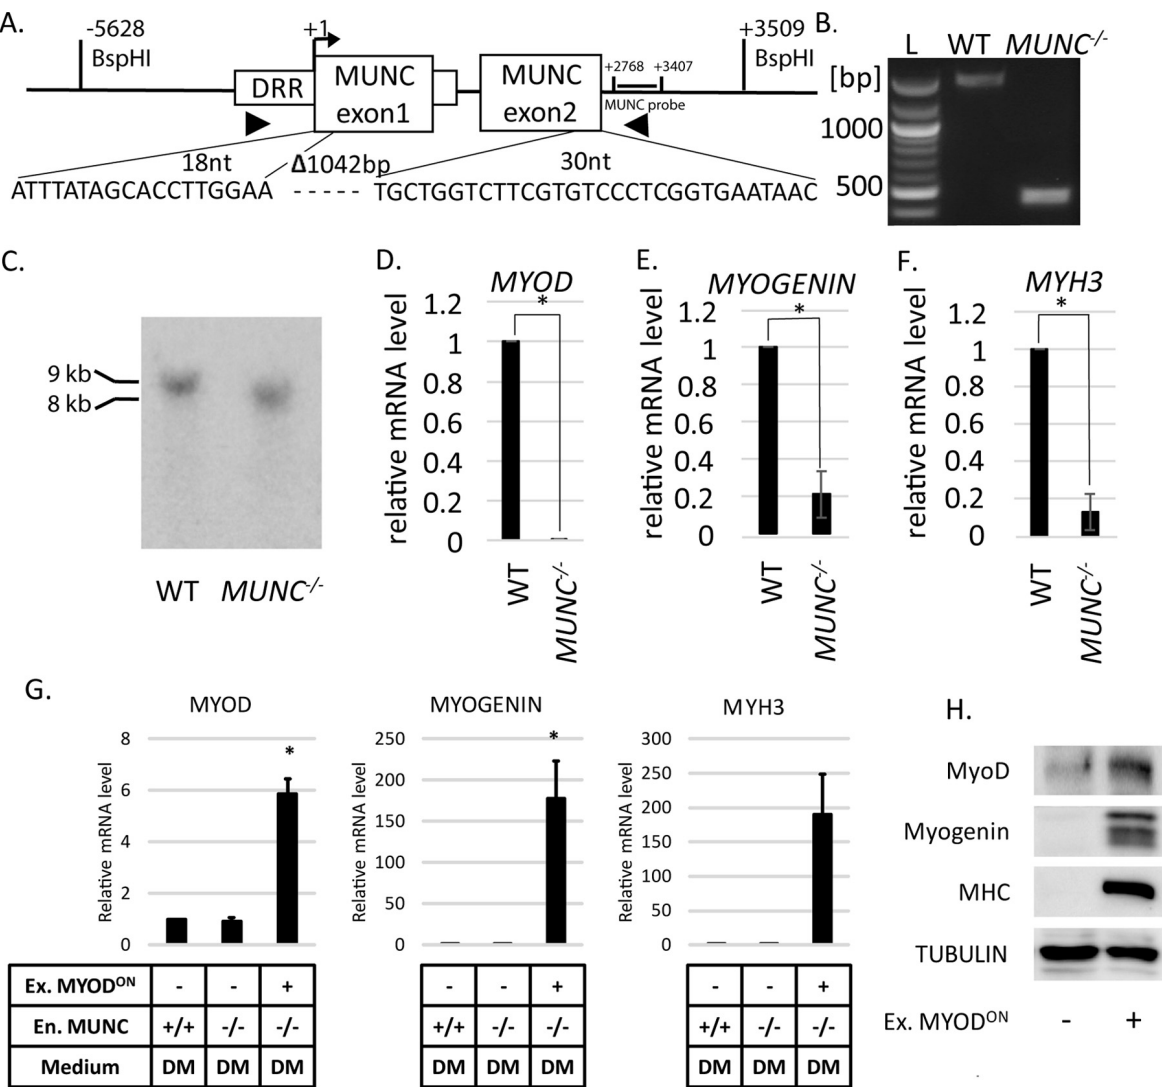 A.
-5628
BspHI
+1
DRR
MUNC
exon1
MUNC
exon2
+2768
+3407
MUNC probe
+3509
BspHI
18nt
Δ1042bp
30nt
ATTTATAGCACCTTGGAA
- - - - -
TGCTGGTCTTCGTGTCCCTCGGTGAATAAC
B.
L WT MUNC-/-
[bp]
1000
500
C.
9 kb
8 kb
WT MUNC-/-
D.
MYOD
*
relative mRNA level
1.2
1
0.8
0.6
0.4
0.2
0
WT
MUNC-/-
E.
MYOGENIN
*
relative mRNA level
1.2
1
0.8
0.6
0.4
0.2
0
WT
MUNC-/-
F.
MYH3
*
relative mRNA level
1.2
1
0.8
0.6
0.4
0.2
0
WT
MUNC-/-
G.
MYOD
Relative mRNA level
8
6
4
2
0
*
MYOGENIN
Relative mRNA level
250
200
150
100
50
0
*
MYH3
Relative mRNA level
300
250
200
150
100
50
0
Ex. MYODON - - + - - + - - +
En. MUNC +/+ -/- -/- +/+ -/- -/- +/+ -/- -/-
Medium DM DM DM DM DM DM DM DM DM
H.
MyoD
Myogenin
MHC
TUBULIN
Ex. MYODON - +